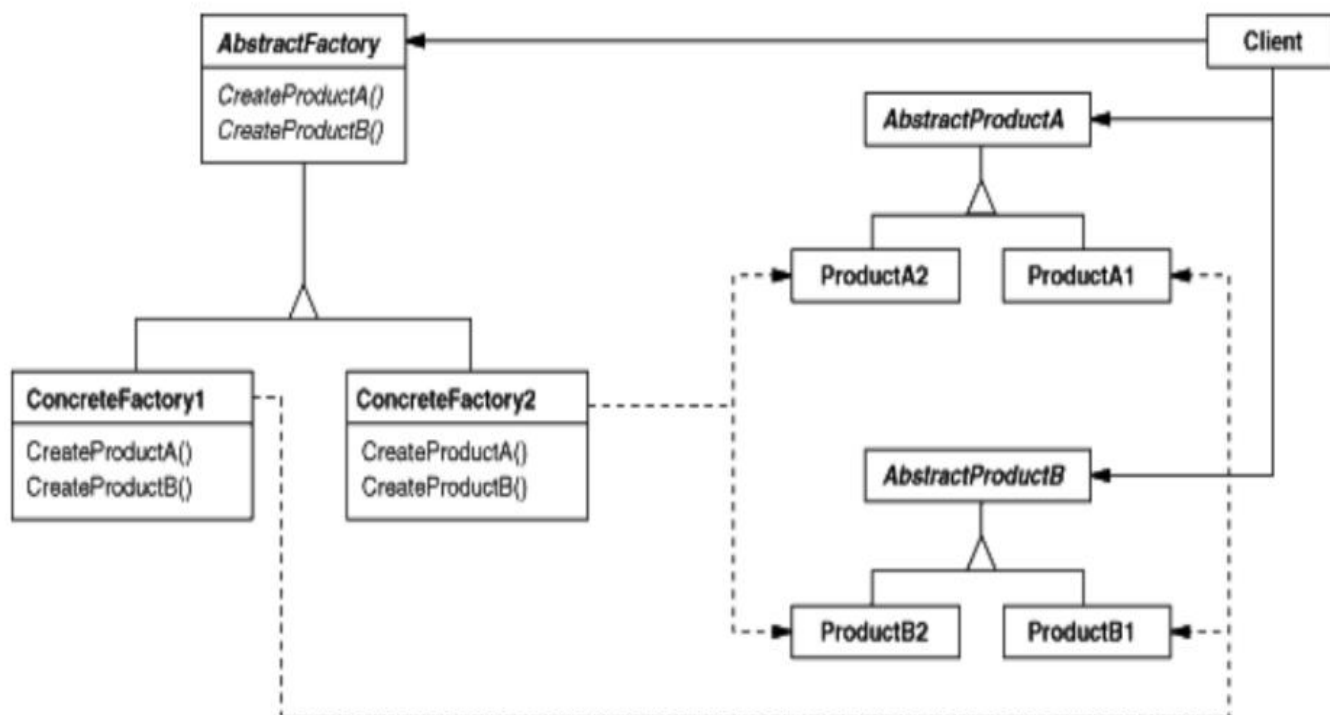 AbstractFactory
CreateProductA()
CreateProductB()
Client
AbstractProductA
ProductA2
ProductA1
ConcreteFactory1
CreateProductA()
CreateProductB()
ConcreteFactory2
CreateProductA()
CreateProductB()
AbstractProductB
ProductB2
ProductB1